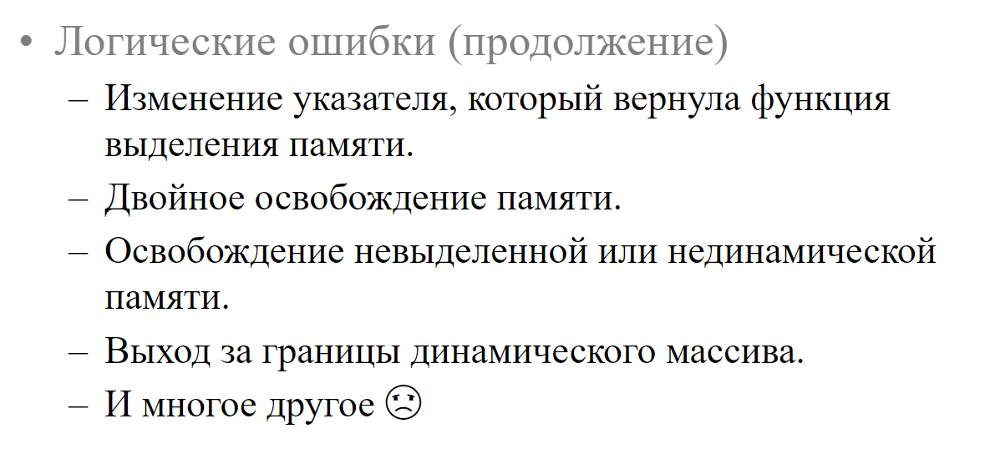 • Логические ошибки (продолжение)
– Изменение указателя, который вернула функция
выделения памяти.
– Двойное освобождение памяти.
– Освобождение невыделенной или нединамической
памяти.
– Выход за границы динамического массива.
– И многое другое ☹